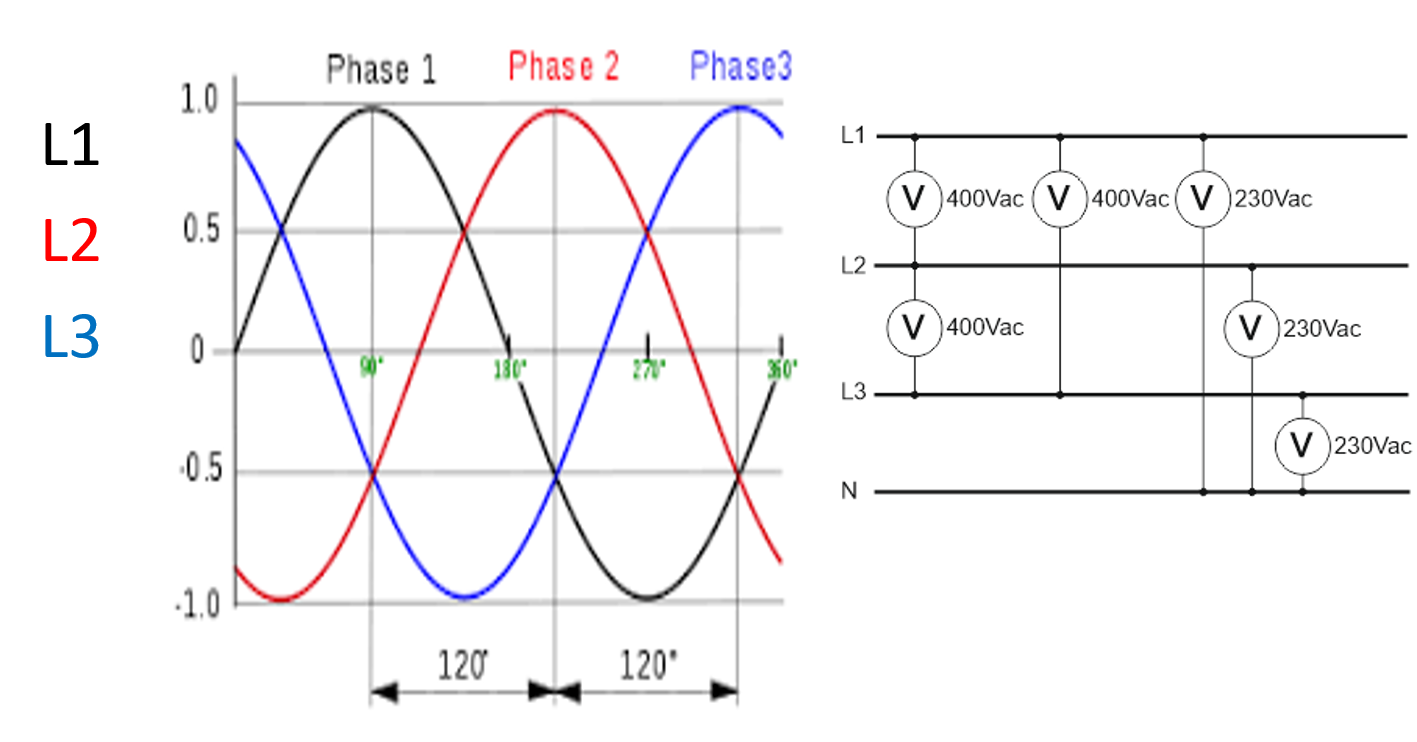 Phase 1 Phase 2 Phase3
L1
L2
L3
1.0
0.5
0
-0.5
-1.0
90° 180° 270° 360°
120° 120°
L1
V 400Vac V 400Vac V 230Vac
L2
V 400Vac V 230Vac
L3
V 230Vac
N